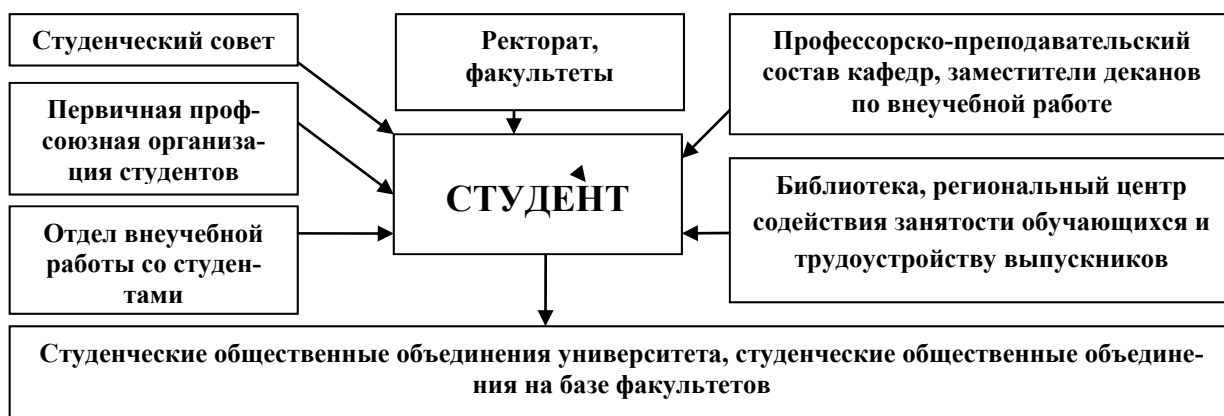 Студенческий совет
Ректорат,
факультеты
Профессорско-преподавательский
состав кафедр, заместители деканов
по внеучебной работе
Первичная проф-
союзная организа-
ция студентов
СТУДЕНТ
Библиотека, региональный центр
содействия занятости обучающихся и
трудоустройству выпускников
Отдел внеучебной
работы со студен-
тами
Студенческие общественные объединения университета, студенческие общественные объедине-
ния на базе факультетов